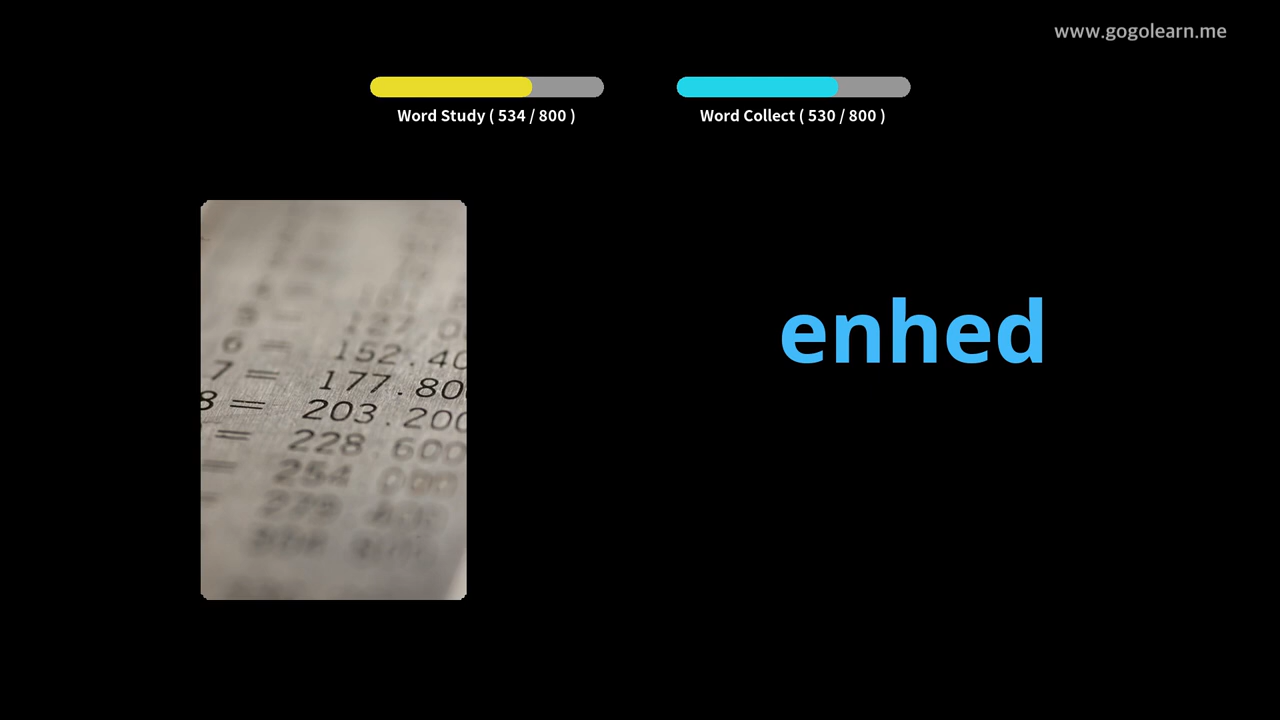 www.gogolearn.me
Word Study ( 534 / 800 )
Word Collect ( 530 / 800 )
enhed
6 = 152.40
7 = 177.80
8 = 203.200
= 228.600
= 254 000